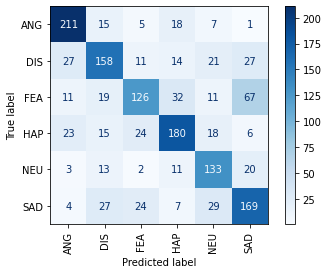 ANG 211 15 5 18 7 1
DIS 27 158 11 14 21 27
FEA 11 19 126 32 11 67
HAP 23 15 24 180 18 6
NEU 3 13 2 11 133 20
SAD 4 27 24 7 29 169
ANG DIS FEA HAP NEU SAD
Predicted label
True label
200
175
150
125
100
75
50
25